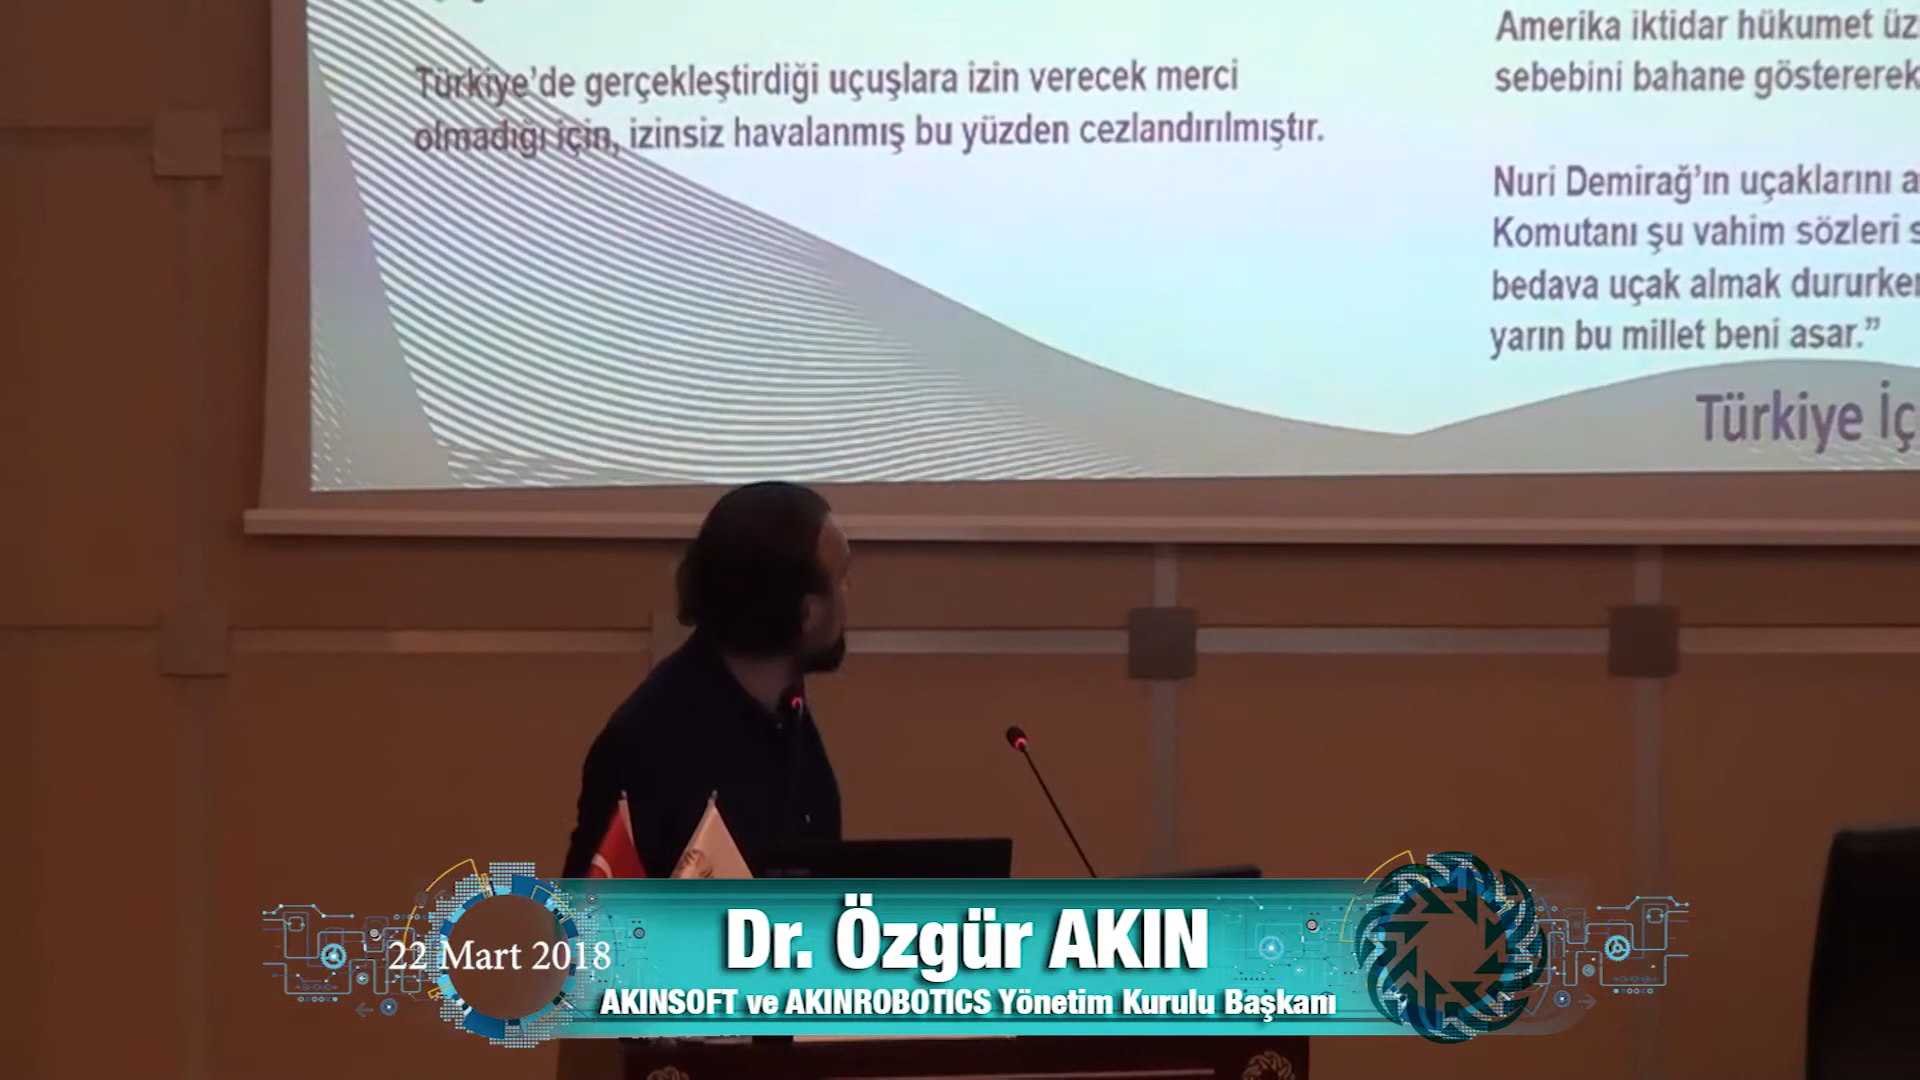 Türkiye'de gerçekleştirdiği uçuşlara izin verecek merci
olmadığı için, izinsiz havalanmış bu yüzden cezlandırılmıştır.
Amerika iktidar hükumet
sebebini bahane göstererek
Nuri Demirağ'ın uçaklarını
Komutanı şu vahim sözleri
bedava uçak almak dururken
yarın bu millet beni asar.”
Türkiye
22 Mart 2018
Dr. Özgür AKIN
AKINSOFT ve AKINROBOTICS Yönetim Kurulu Başkanı